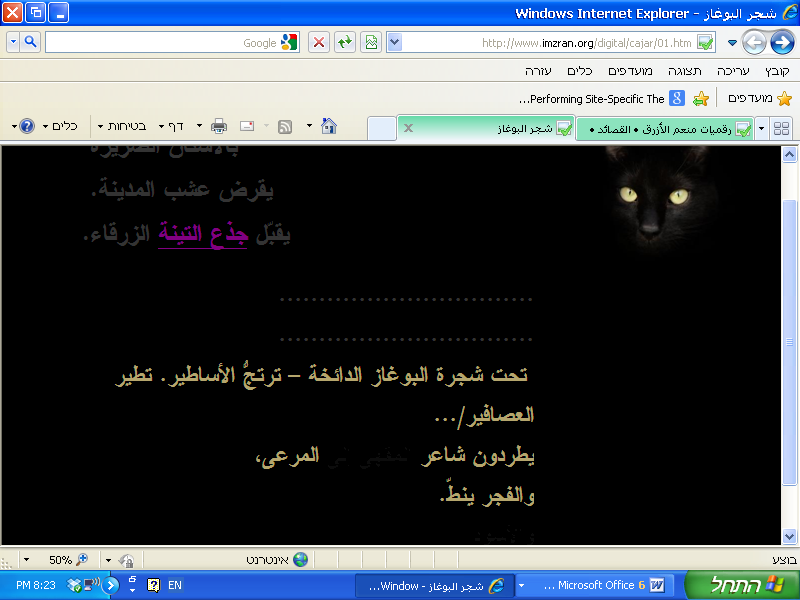 شجر البوغاز - Windows Internet Explorer
http://www.imzran.org/digital/cajar/01.htm
Google
קובץ עריכה תצוגה מועדפים כלים עזרה
מועדפים
Performing Site-Specific The...
رقميات منعم الأزرق • القصائد •
شجر البوغاز
דף בטיחות כלים
بالأسنان الضريرة
يقرض عشب المدينة.
يقبّل جذع التينة الزرقاء.
................................
................................
تحت شجرة البوغاز الدائخة – ترتجُّ الأساطير. تطير
العصافير/...
يطردون شاعر المرعى،
والفجر ينطّ.
בוצע
אינטרנט
50%
התחל
6 Microsoft Office ...
شجر البوغاز - Window...
EN
8:23 PM